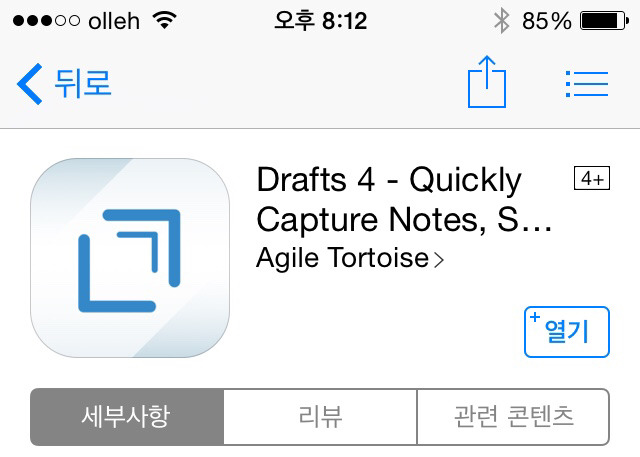 olleh 오후 8:12 85%
뒤로
Drafts 4 - Quickly 4+
Capture Notes, S...
Agile Tortoise
+열기
세부사항 리뷰 관련 콘텐츠